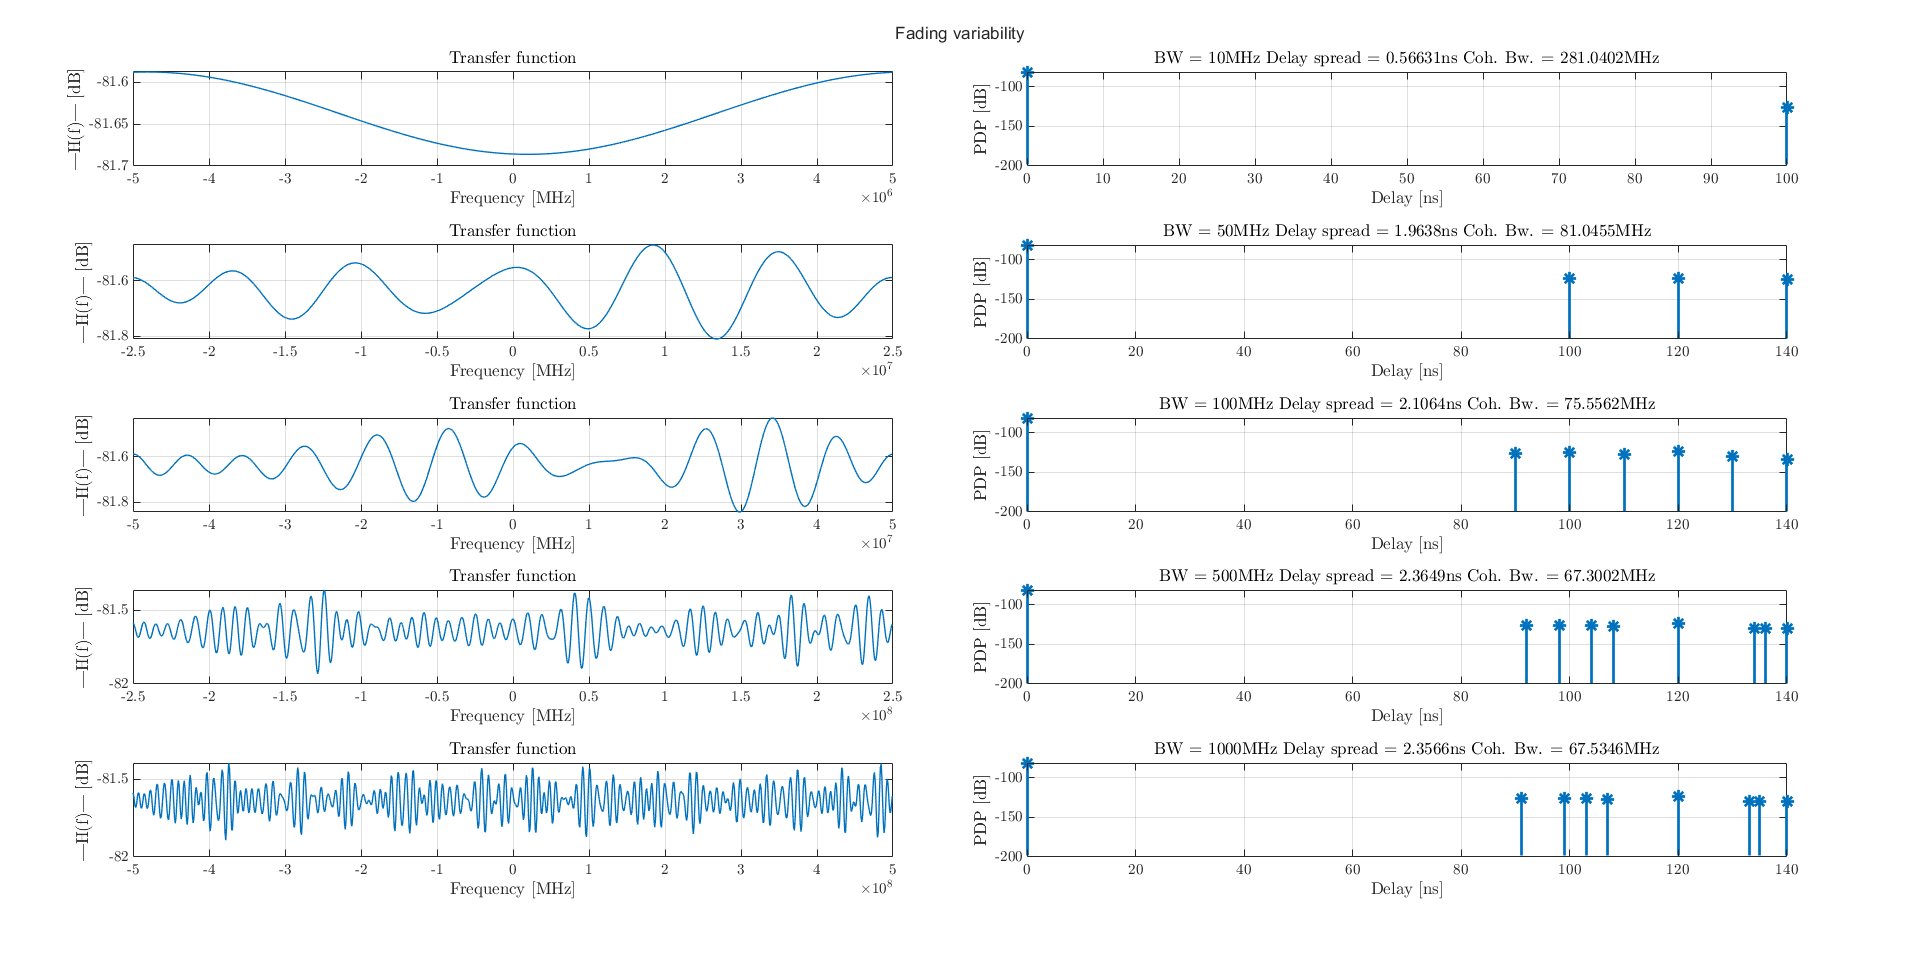 Fading variability
Transfer function
—H(f)— [dB]
-81.6
-81.65
-81.7
-5 -4 -3 -2 -1 0 1 2 3 4 5
Frequency [MHz]
×10⁶
BW = 10MHz Delay spread = 0.56631ns Coh. Bw. = 281.0402MHz
PDP [dB]
-100
-150
-200
0 10 20 30 40 50 60 70 80 90 100
Delay [ns]
Transfer function
—H(f)— [dB]
-81.6
-81.8
-2.5 -2 -1.5 -1 -0.5 0 0.5 1 1.5 2 2.5
Frequency [MHz]
×10⁷
BW = 50MHz Delay spread = 1.9638ns Coh. Bw. = 81.0455MHz
PDP [dB]
-100
-150
-200
0 20 40 60 80 100 120 140
Delay [ns]
Transfer function
—H(f)— [dB]
-81.6
-81.8
-5 -4 -3 -2 -1 0 1 2 3 4 5
Frequency [MHz]
×10⁷
BW = 100MHz Delay spread = 2.1064ns Coh. Bw. = 75.5562MHz
PDP [dB]
-100
-150
-200
0 20 40 60 80 100 120 140
Delay [ns]
Transfer function
—H(f)— [dB]
-81.5
-82
-2.5 -2 -1.5 -1 -0.5 0 0.5 1 1.5 2 2.5
Frequency [MHz]
×10⁸
BW = 500MHz Delay spread = 2.3649ns Coh. Bw. = 67.3002MHz
PDP [dB]
-100
-150
-200
0 20 40 60 80 100 120 140
Delay [ns]
Transfer function
—H(f)— [dB]
-81.5
-82
-5 -4 -3 -2 -1 0 1 2 3 4 5
Frequency [MHz]
×10⁸
BW = 1000MHz Delay spread = 2.3566ns Coh. Bw. = 67.5346MHz
PDP [dB]
-100
-150
-200
0 20 40 60 80 100 120 140
Delay [ns]